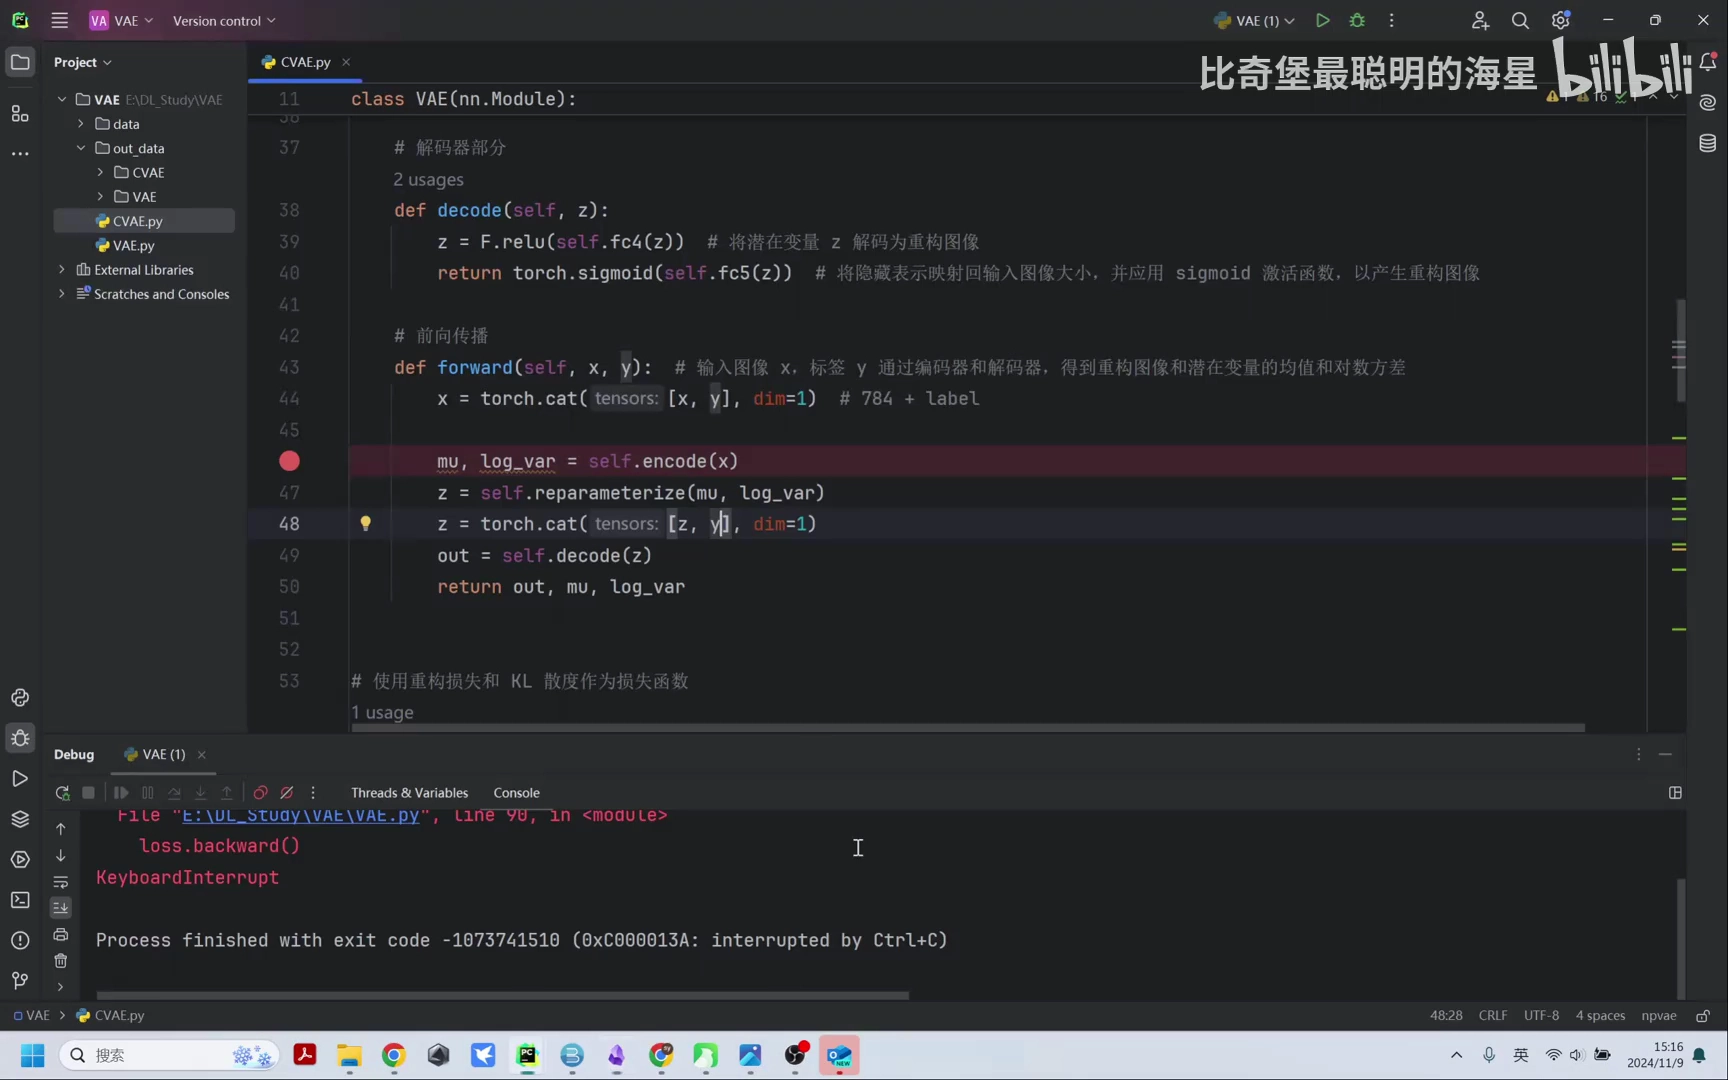 VA VAE Version control VAE (1)
比奇堡最聪明的海星 bilibili
Project
CVAE.py
VAE E:\DL_Study\VAE
data
out_data
CVAE
VAE
CVAE.py
VAE.py
External Libraries
Scratches and Consoles
11 class VAE(nn.Module):
16
37 # 解码器部分
2 usages
38 def decode(self, z):
39 z = F.relu(self.fc4(z)) # 将潜在变量 z 解码为重构图像
40 return torch.sigmoid(self.fc5(z)) # 将隐藏表示映射回输入图像大小，并应用 sigmoid 激活函数，以产生重构图像
41
42 # 前向传播
43 def forward(self, x, y): # 输入图像 x，标签 y 通过编码器和解码器，得到重构图像和潜在变量的均值和对数方差
44 x = torch.cat( tensors: [x, y], dim=1) # 784 + label
45
mu, log_var = self.encode(x)
47 z = self.reparameterize(mu, log_var)
48 z = torch.cat( tensors: [z, y], dim=1)
49 out = self.decode(z)
50 return out, mu, log_var
51
52
53 # 使用重构损失和 KL 散度作为损失函数
1 usage
Debug VAE (1)
Threads & Variables Console
File "E:\DL_Study\VAE\VAE.py", line 90, in <module>
loss.backward()
KeyboardInterrupt
Process finished with exit code -1073741510 (0xC000013A: interrupted by Ctrl+C)
VAE > CVAE.py 48:28 CRLF UTF-8 4 spaces npvae
搜索 英 15:16
2024/11/9